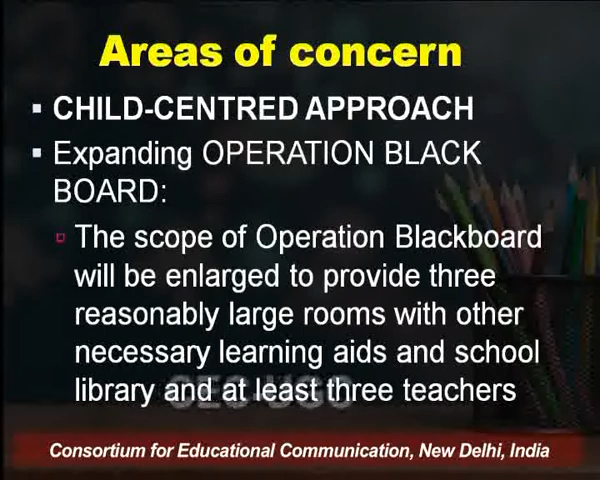 Areas of concern
CHILD-CENTRED APPROACH
Expanding OPERATION BLACK
BOARD:
The scope of Operation Blackboard
will be enlarged to provide three
reasonably large rooms with other
necessary learning aids and school
library and at least three teachers
CEC-UGC
Consortium for Educational Communication, New Delhi, India